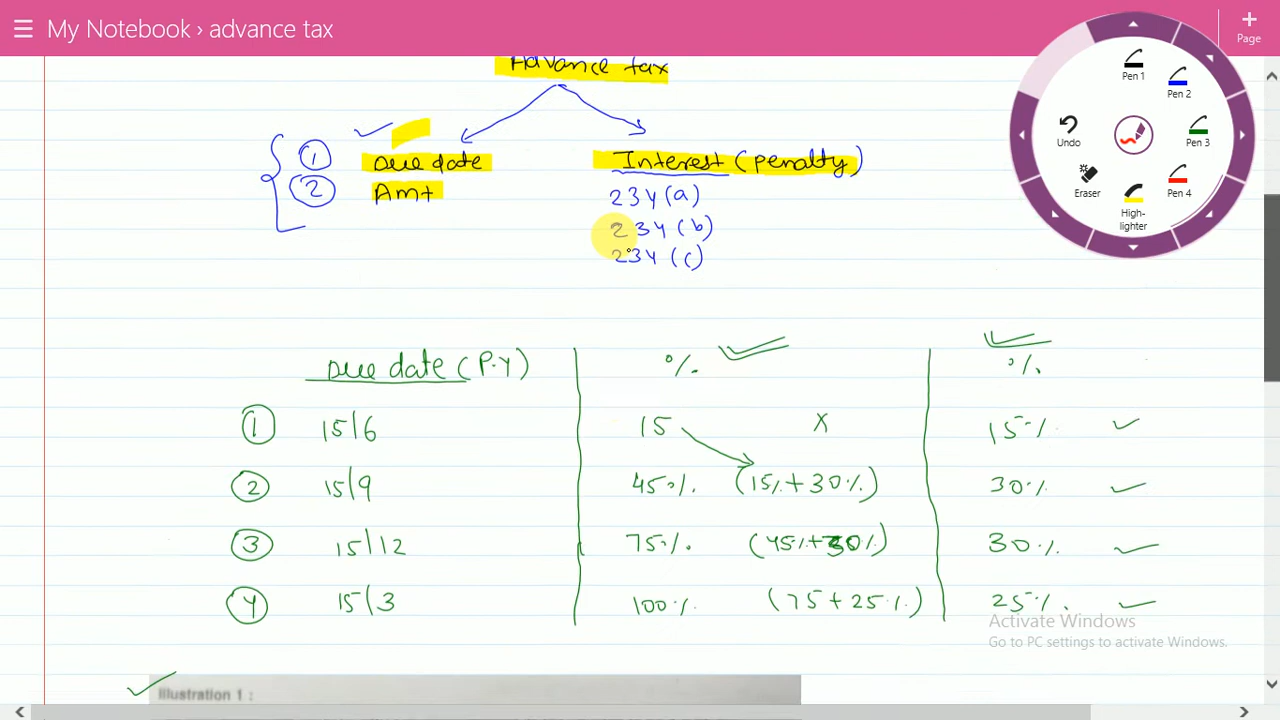 My Notebook › advance tax
Page
Pen 1
Pen 2
Undo
Pen 3
Eraser
High-lighter
Pen 4
Advance tax
① Due date
② Amt
Interest (penalty)
234(a)
234(b)
234(c)
Due date (P.Y) % %
① 15/6 15 X 15%
② 15/9 45% (15%+30%) 30%
③ 15/12 75% (45%+30%) 30%
④ 15/3 100% (75+25%) 25%
Activate Windows
Go to PC settings to activate Windows.
Illustration 1 :